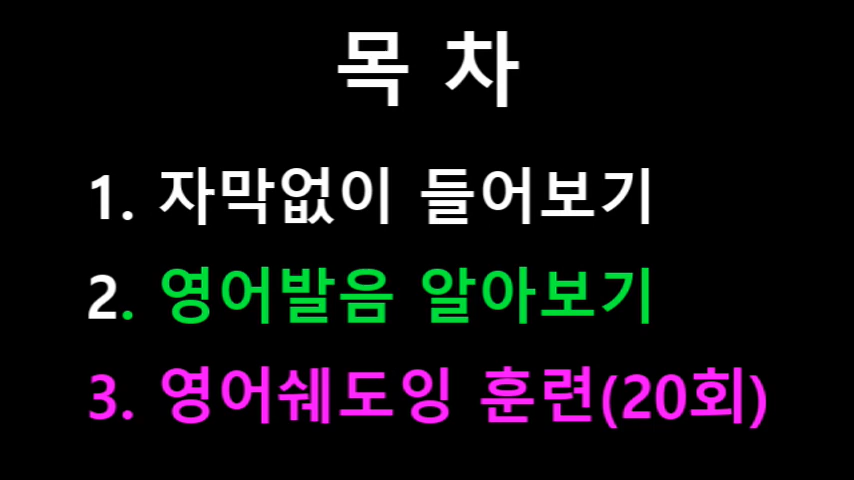 목 차
1. 자막없이 들어보기
2. 영어발음 알아보기
3. 영어쉐도잉 훈련(20회)